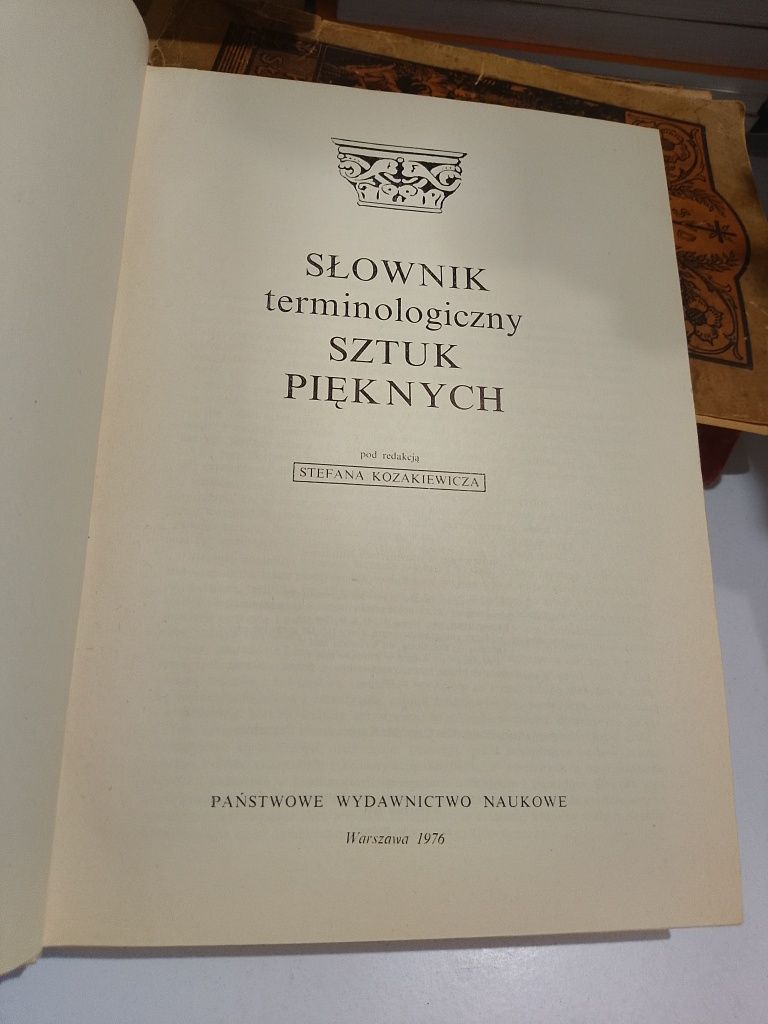 SŁOWNIK
terminologiczny
SZTUK
PIĘKNYCH
pod redakcją
STEFANA KOZAKIEWICZA
PAŃSTWOWE WYDAWNICTWO NAUKOWE
Warszawa 1976